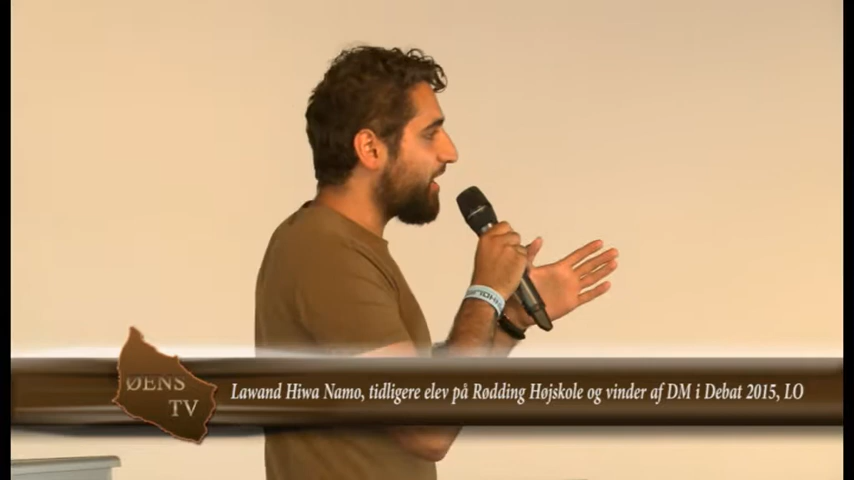 ØENS
TV
Lawand Hiwa Namo, tidligere elev på Rødding Højskole og vinder af DM i Debat 2015, LO